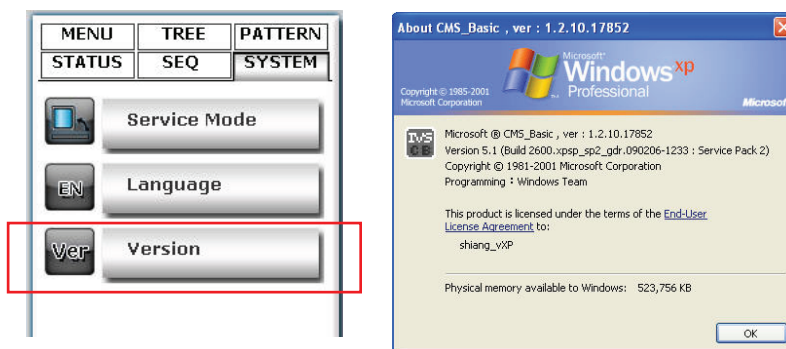 MENU TREE PATTERN
STATUS SEQ SYSTEM
Service Mode
EN Language
Ver Version
About CMS_Basic , ver : 1.2.10.17852
Microsoft®
Windows xp
Professional
Copyright © 1985-2001
Microsoft Corporation
Microsoft
IVS
CB
Microsoft ® CMS_Basic , ver : 1.2.10.17852
Version 5.1 (Build 2600.xpsp_sp2_gdr.090206-1233 : Service Pack 2)
Copyright © 1981-2001 Microsoft Corporation
Programming : Windows Team
This product is licensed under the terms of the End-User
License Agreement to:
shiang_vXP
Physical memory available to Windows: 523,756 KB
OK